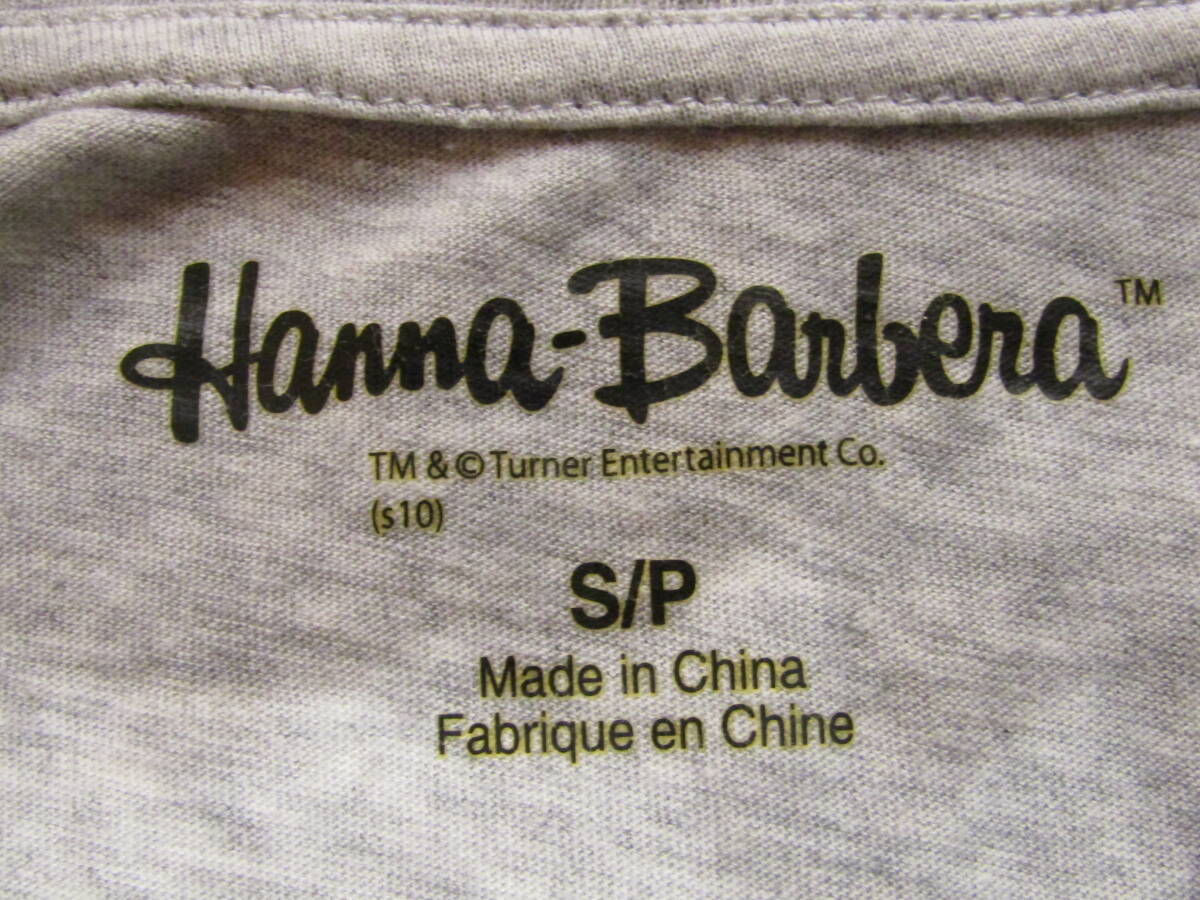 Hanna-Barbera™
TM & © Turner Entertainment Co.
(s10)
S/P
Made in China
Fabrique en Chine